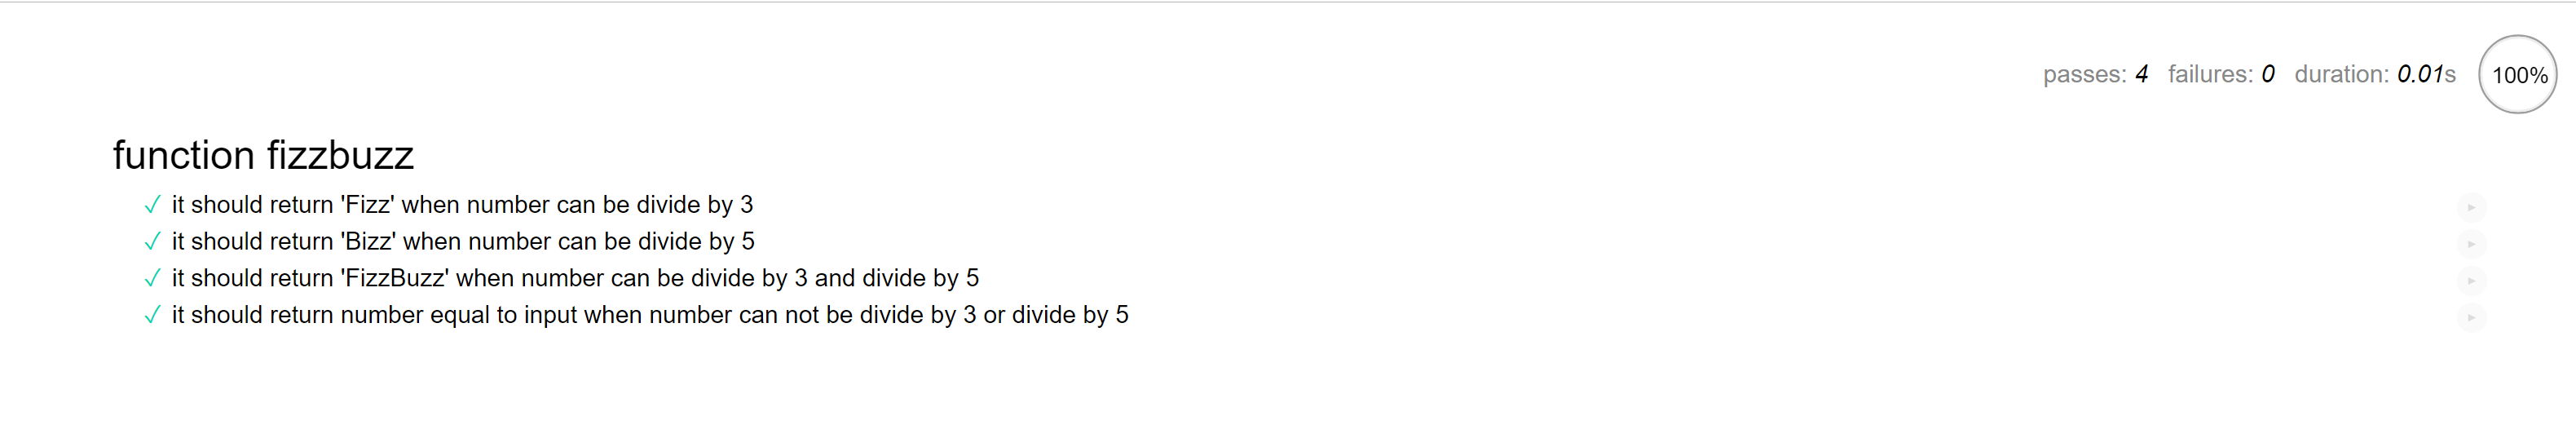 passes: 4 failures: 0 duration: 0.01s 100%
function fizzbuzz
✓ it should return 'Fizz' when number can be divide by 3
✓ it should return 'Bizz' when number can be divide by 5
✓ it should return 'FizzBuzz' when number can be divide by 3 and divide by 5
✓ it should return number equal to input when number can not be divide by 3 or divide by 5